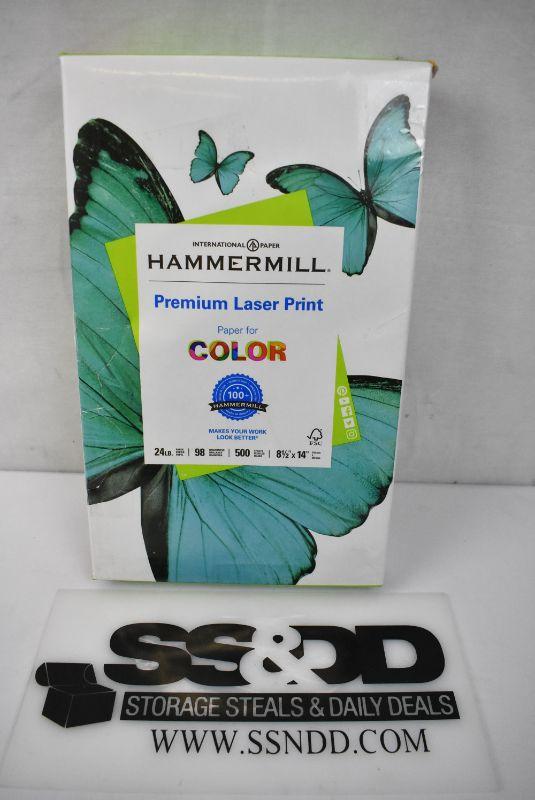 INTERNATIONAL PAPER
HAMMERMILL®
Premium Laser Print
Paper for
COLOR
100+
HAMMERMILL
MAKES YOUR WORK
LOOK BETTER®
FSC
24LB. 98 500 8½" x 14"
SS&DD
STORAGE STEALS & DAILY DEALS
WWW.SSNDD.COM